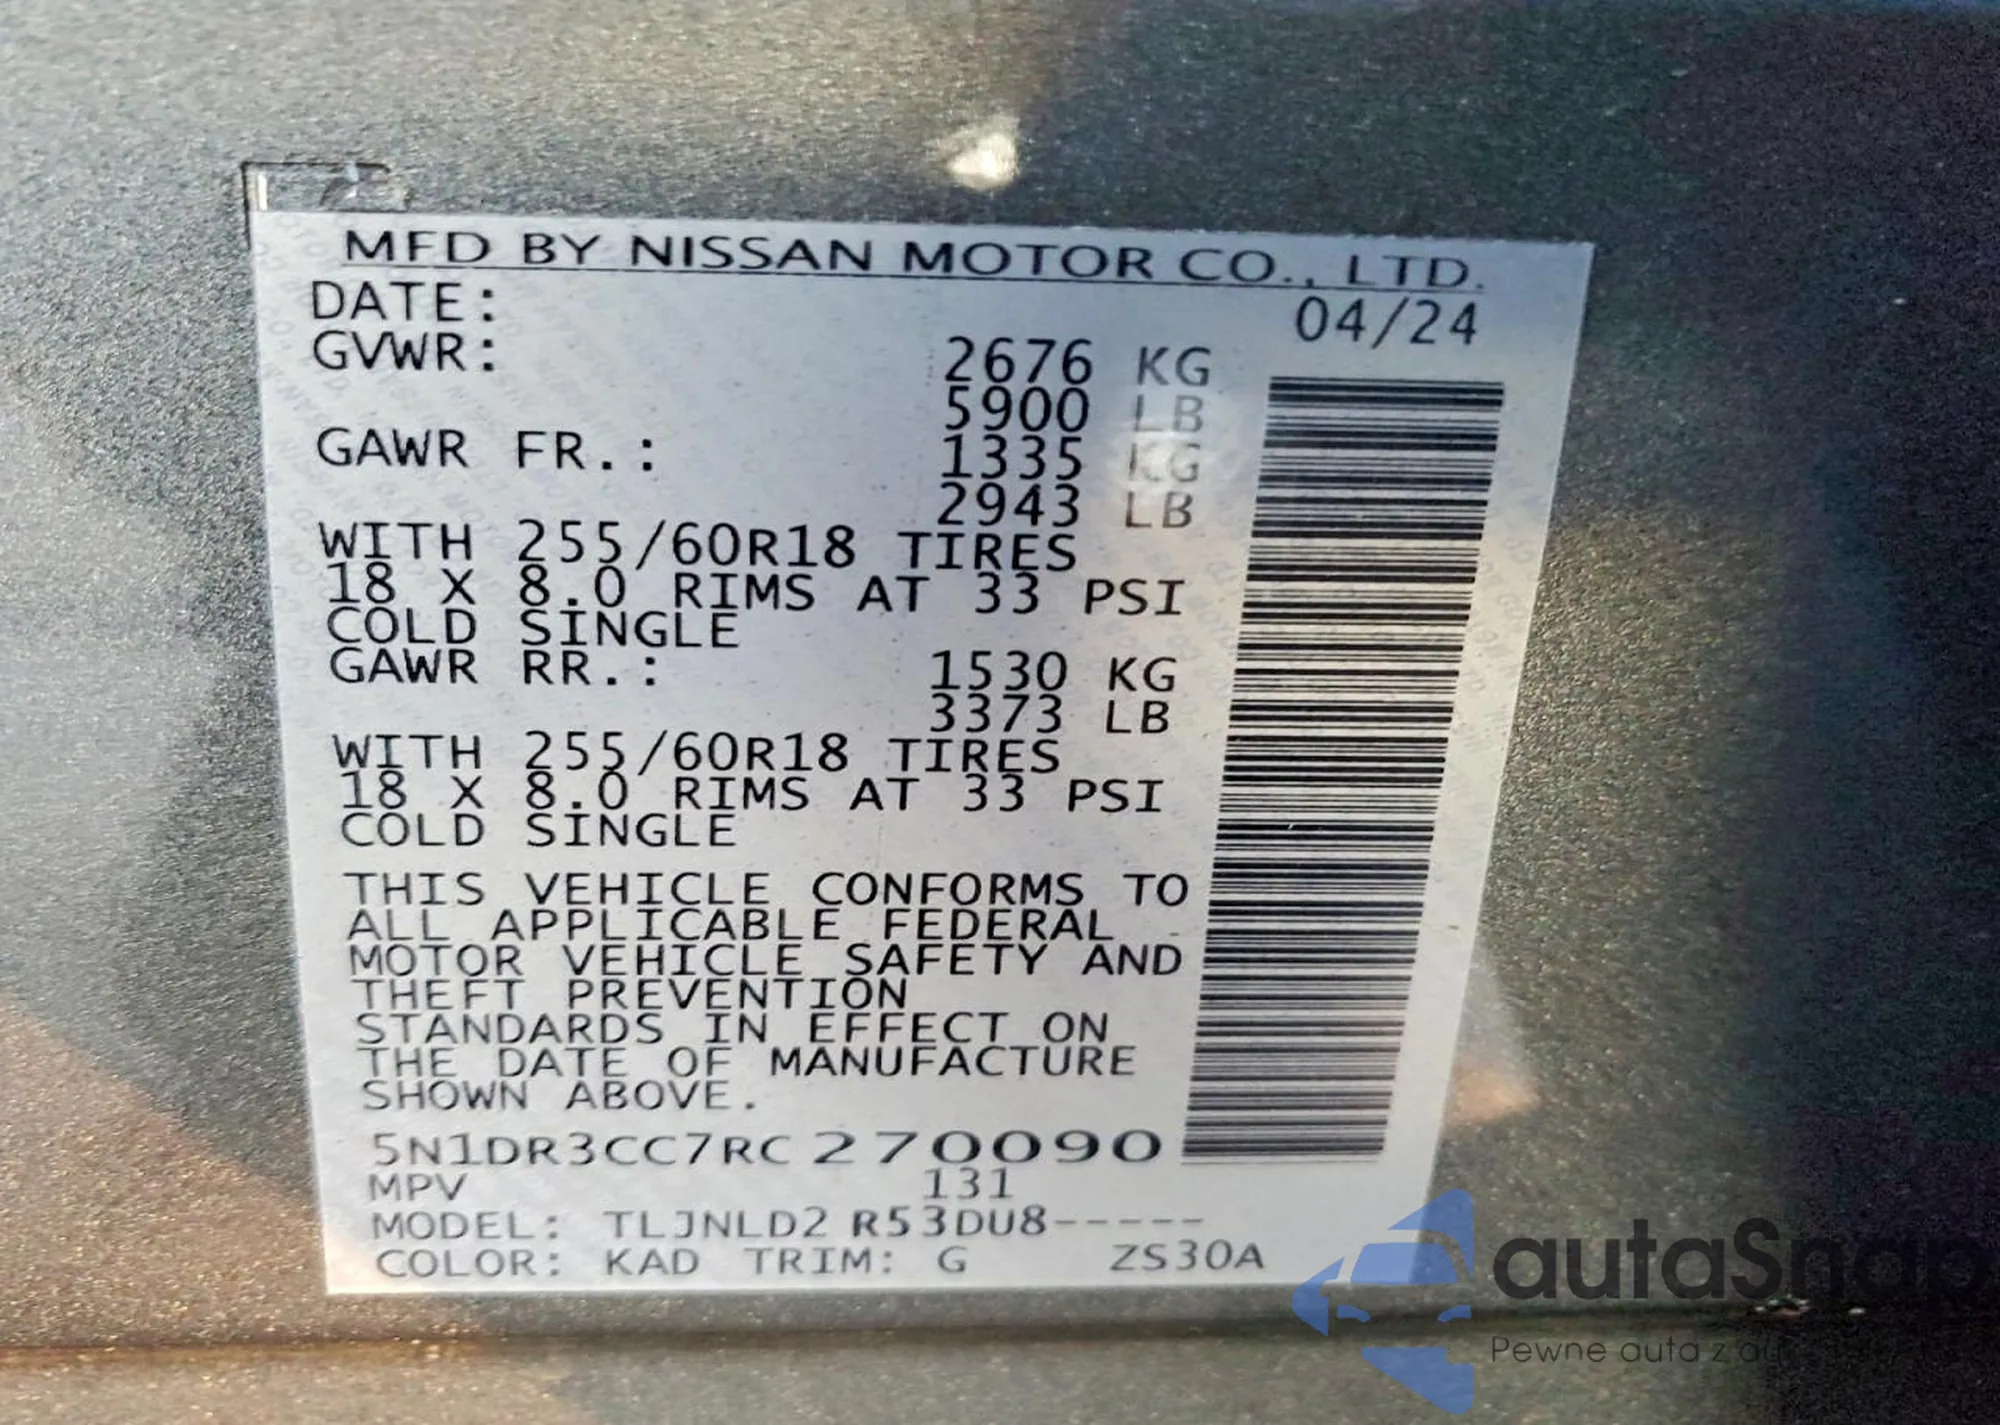 MFD BY NISSAN MOTOR CO., LTD.
DATE: 04/24
GVWR: 2676 KG
5900 LB
GAWR FR.: 1335 KG
2943 LB
WITH 255/60R18 TIRES
18 X 8.0 RIMS AT 33 PSI
COLD SINGLE
GAWR RR.: 1530 KG
3373 LB
WITH 255/60R18 TIRES
18 X 8.0 RIMS AT 33 PSI
COLD SINGLE
THIS VEHICLE CONFORMS TO
ALL APPLICABLE FEDERAL
MOTOR VEHICLE SAFETY AND
THEFT PREVENTION
STANDARDS IN EFFECT ON
THE DATE OF MANUFACTURE
SHOWN ABOVE.
5N1DR3CC7RC270090
MPV 131
MODEL: TLJNLD2 R53DU8-----
COLOR: KAD TRIM: G ZS30A
autaSnap
Pewne auta z